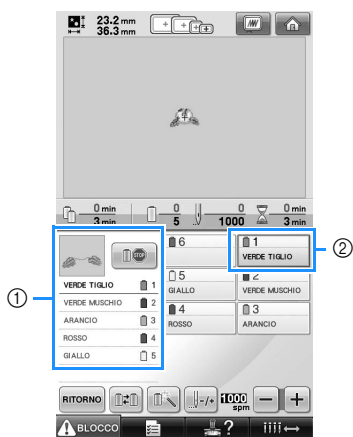 23.2 mm
36.3 mm
0 min
3 min
0
5
0
1000
0 min
3 min
6
1
VERDE TIGLIO
VERDE TIGLIO 1
VERDE MUSCHIO 2
ARANCIO 3
ROSSO 4
GIALLO 5
5
GIALLO
2
VERDE MUSCHIO
4
ROSSO
3
ARANCIO
1
2
RITORNO
-/+
1000
spm
- +
BLOCCO
?